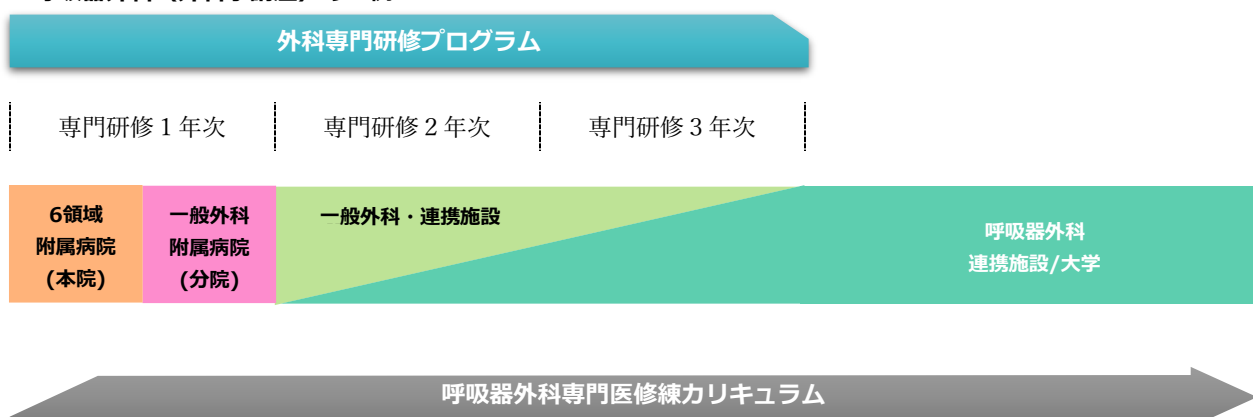 外科専門研修プログラム
専門研修1年次
専門研修2年次
専門研修3年次
6領域
附属病院
(本院)
一般外科
附属病院
(分院)
一般外科・連携施設
呼吸器外科
連携施設/大学
呼吸器外科専門医修練カリキュラム